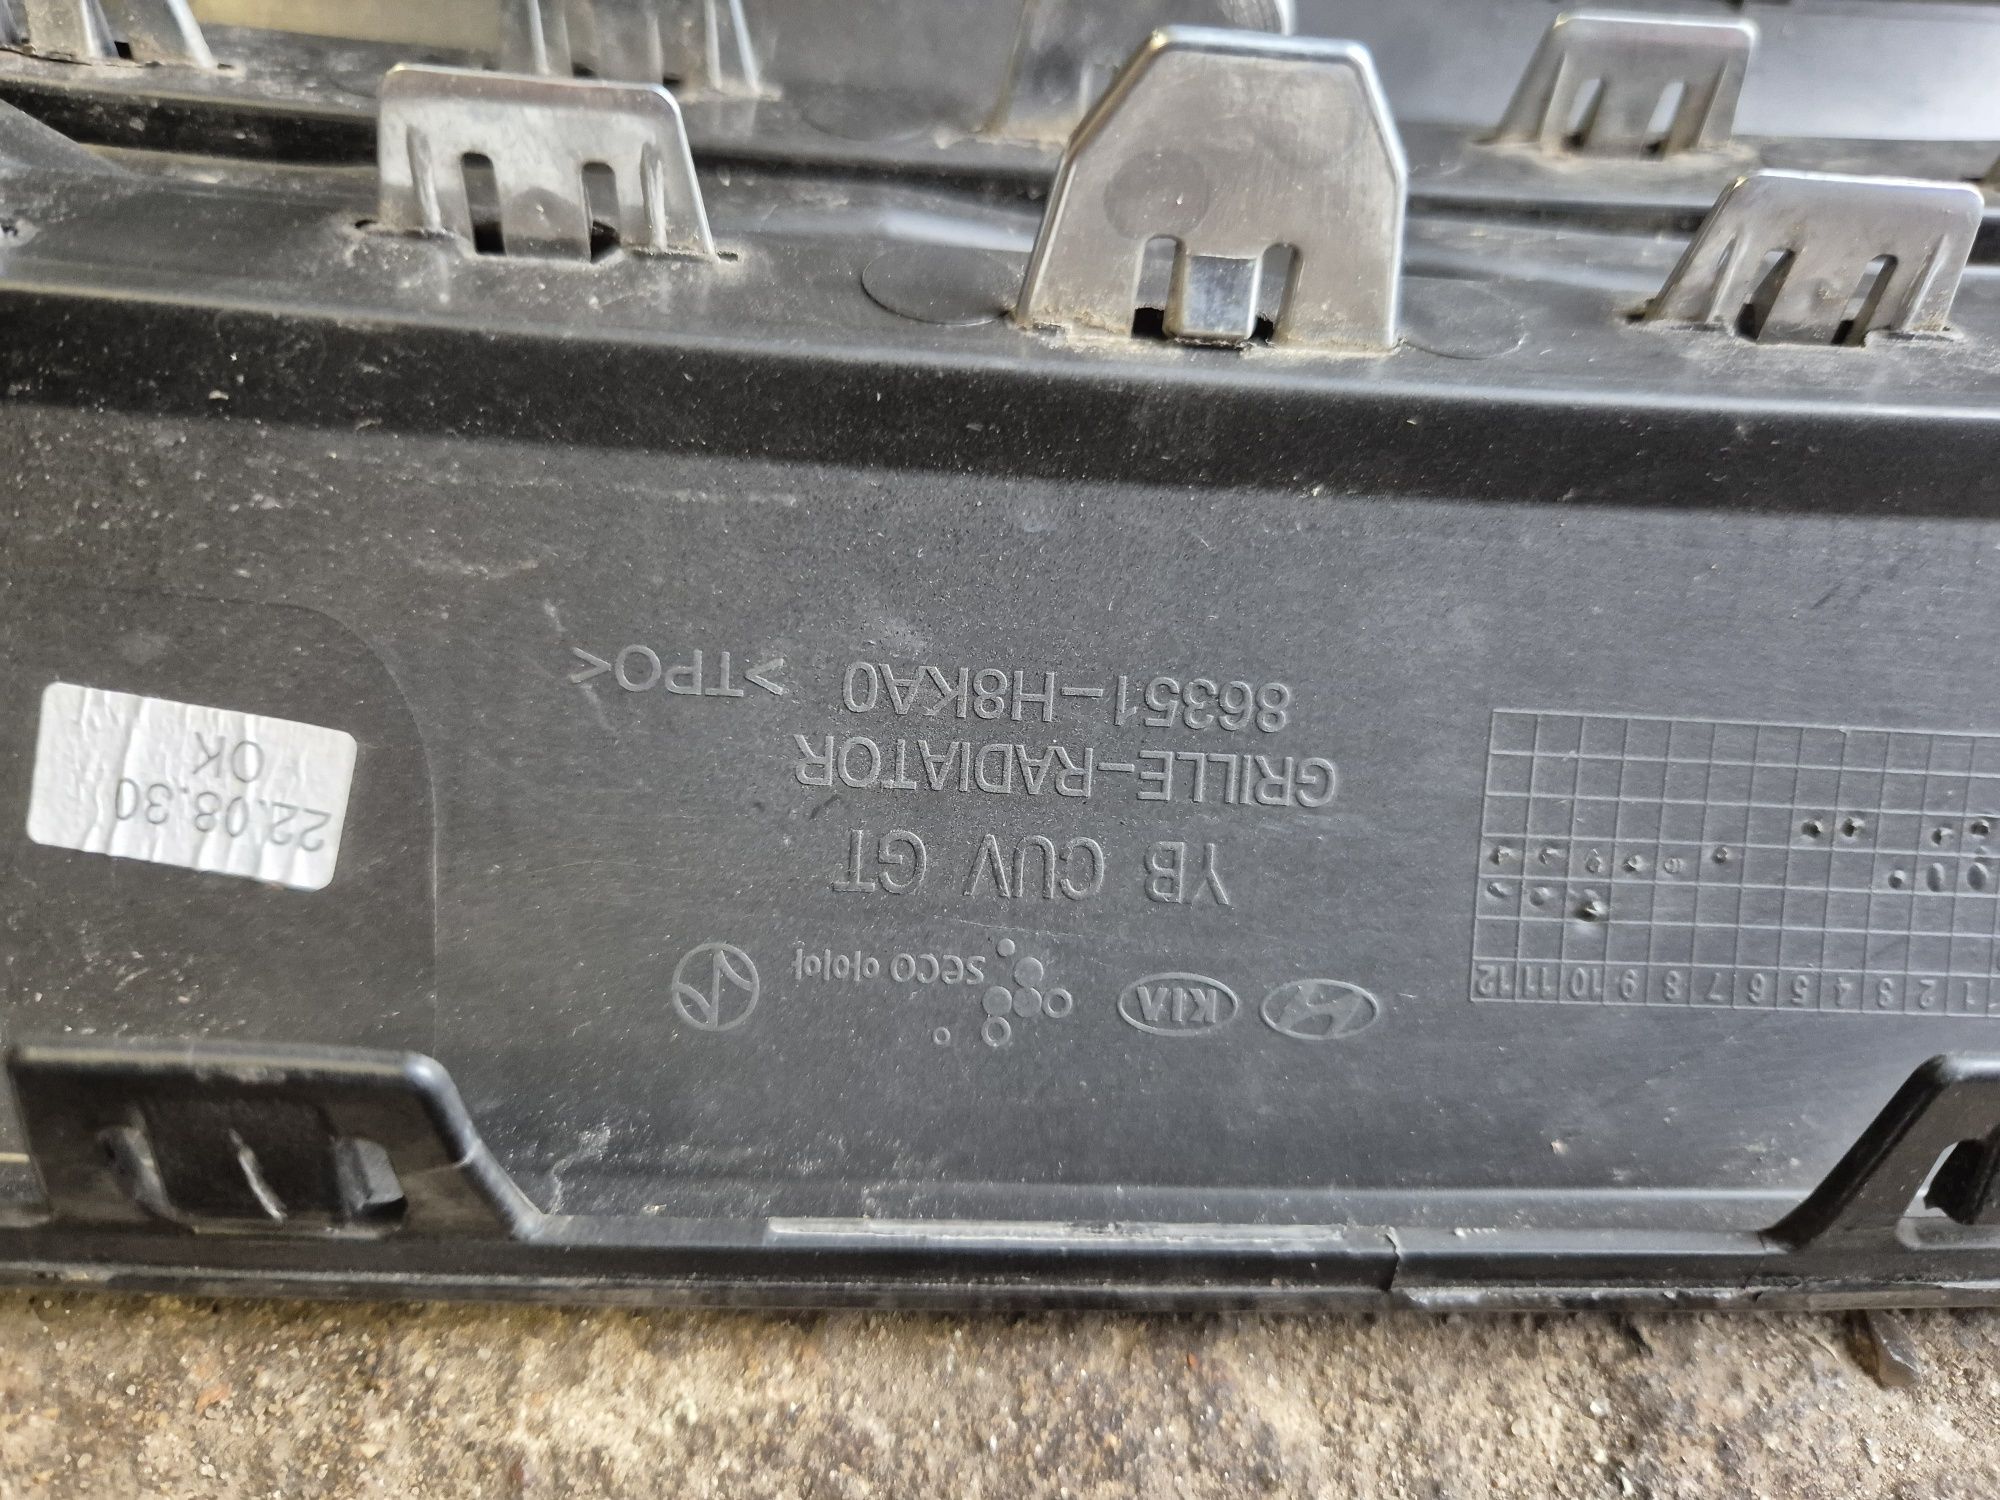 1 2 3 4 5 6 7 8 9 10 11 12
KIA seco
YB CUV GT
GRILLE-RADIATOR
86351-H8KA0 >TPO<
22.08.30
OK